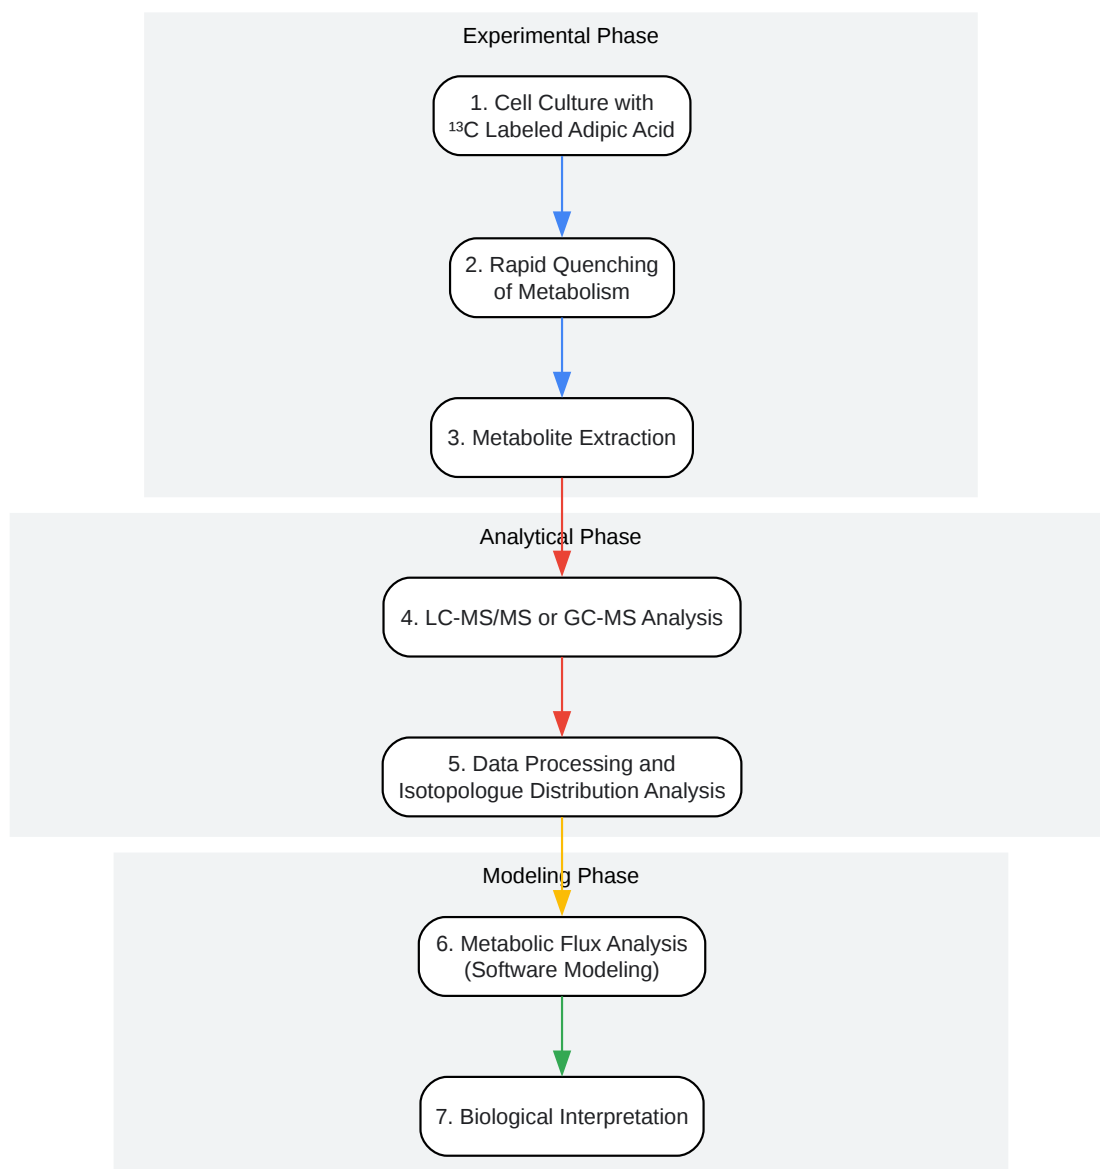 Experimental Phase
1. Cell Culture with
¹³C Labeled Adipic Acid
2. Rapid Quenching
of Metabolism
3. Metabolite Extraction
Analytical Phase
4. LC-MS/MS or GC-MS Analysis
5. Data Processing and
Isotopologue Distribution Analysis
Modeling Phase
6. Metabolic Flux Analysis
(Software Modeling)
7. Biological Interpretation